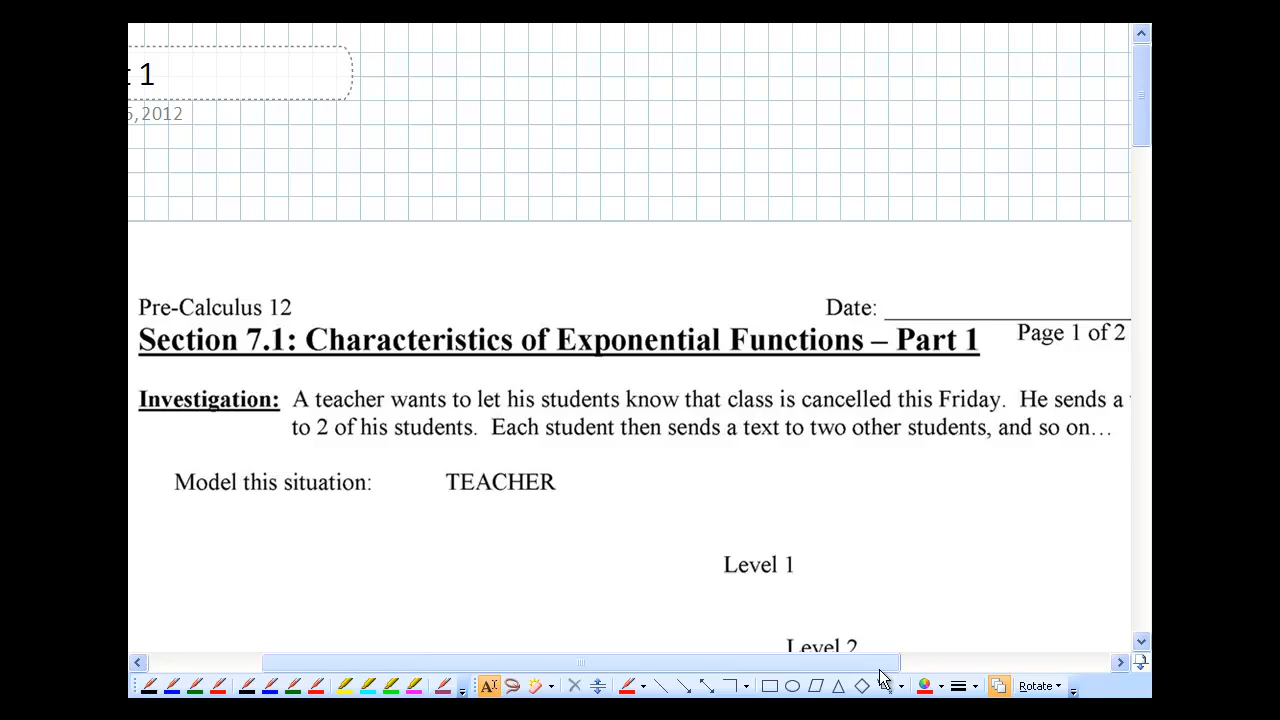 1
5, 2012
Pre-Calculus 12
Date:
Section 7.1: Characteristics of Exponential Functions – Part 1
Page 1 of 2
Investigation: A teacher wants to let his students know that class is cancelled this Friday. He sends a
to 2 of his students. Each student then sends a text to two other students, and so on…
Model this situation: TEACHER
Level 1
Level 2
Rotate